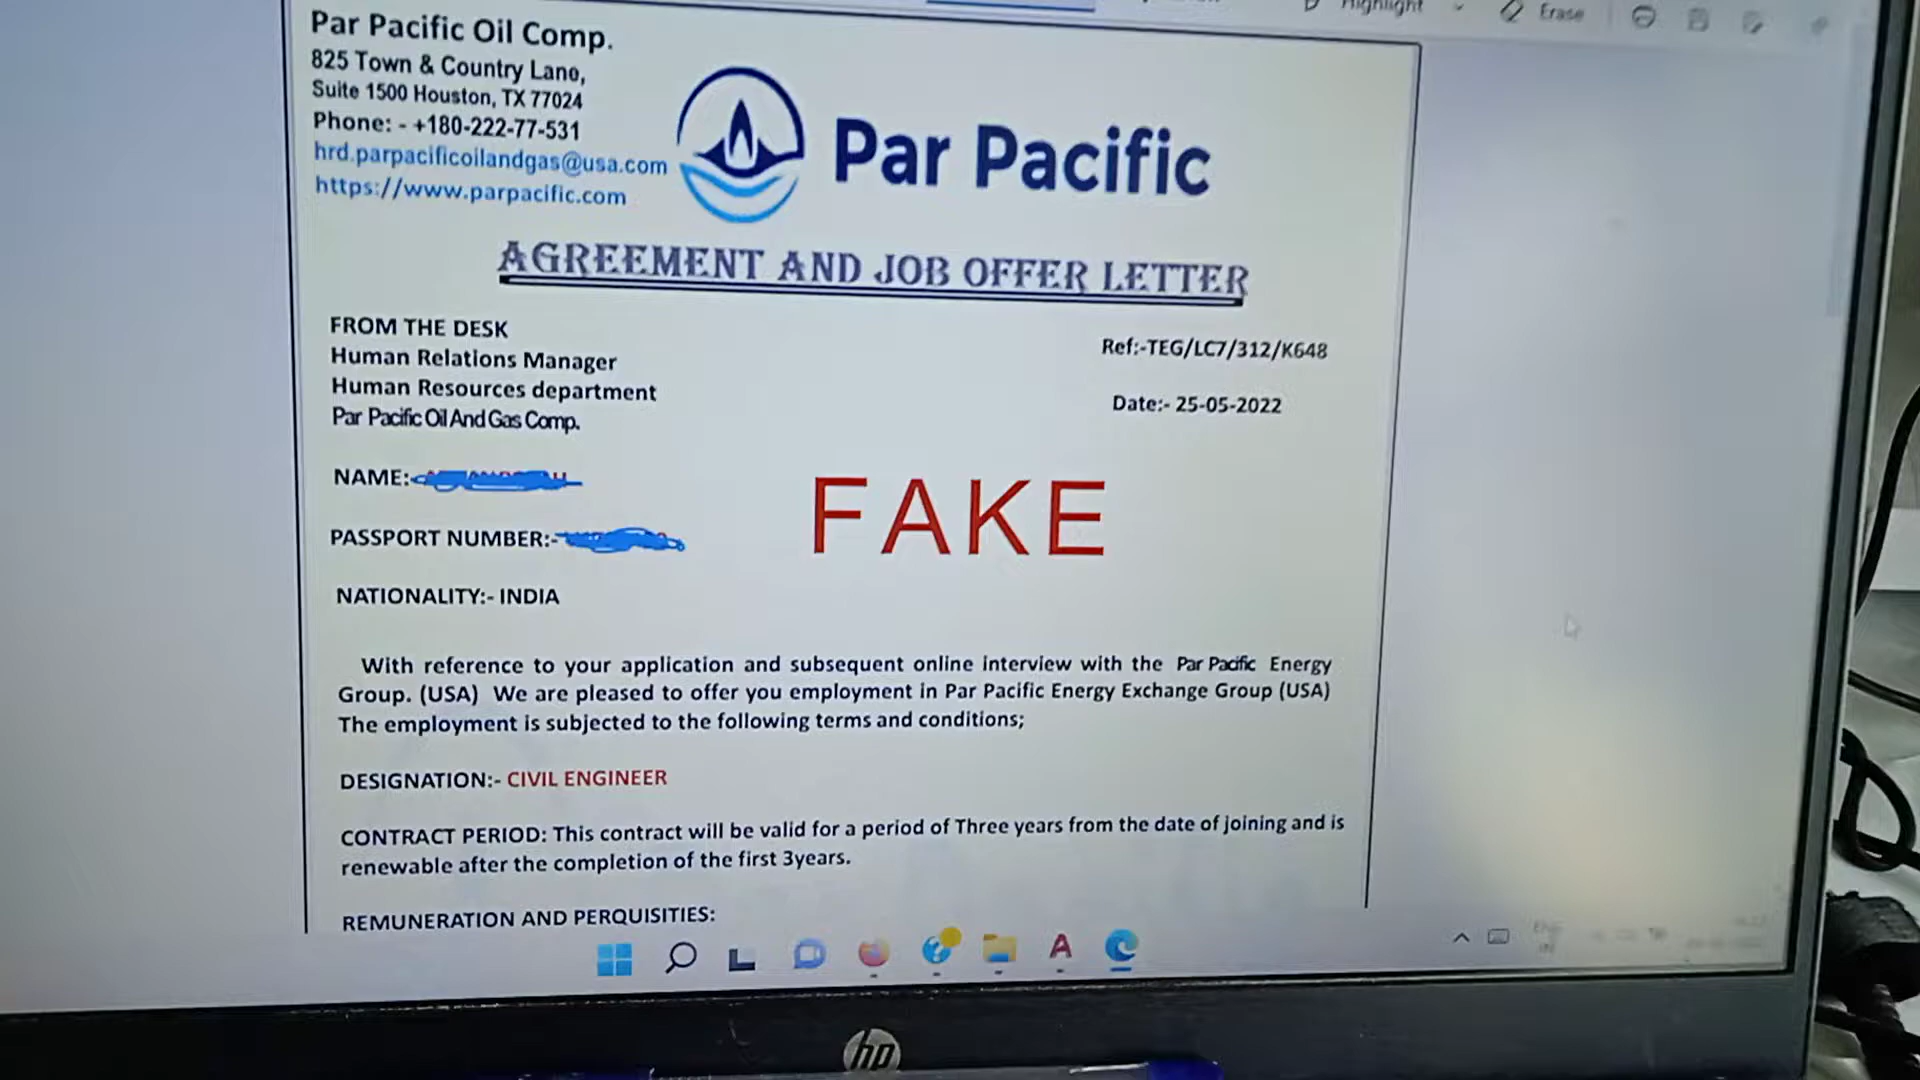 Highlight
Erase
Par Pacific Oil Comp.
825 Town & Country Lane,
Suite 1500 Houston, TX 77024
Phone: - +180-222-77-531
hrd.parpacificoilandgas@usa.com
https://www.parpacific.com
Par Pacific
AGREEMENT AND JOB OFFER LETTER
FROM THE DESK
Human Relations Manager
Human Resources department
Par Pacific Oil And Gas Comp.
Ref:-TEG/LC7/312/K648
Date:- 25-05-2022
NAME:-
PASSPORT NUMBER:-
FAKE
NATIONALITY:- INDIA
With reference to your application and subsequent online interview with the Par Pacific Energy
Group. (USA) We are pleased to offer you employment in Par Pacific Energy Exchange Group (USA)
The employment is subjected to the following terms and conditions;
DESIGNATION:- CIVIL ENGINEER
CONTRACT PERIOD: This contract will be valid for a period of Three years from the date of joining and is
renewable after the completion of the first 3years.
REMUNERATION AND PERQUISITIES:
hp